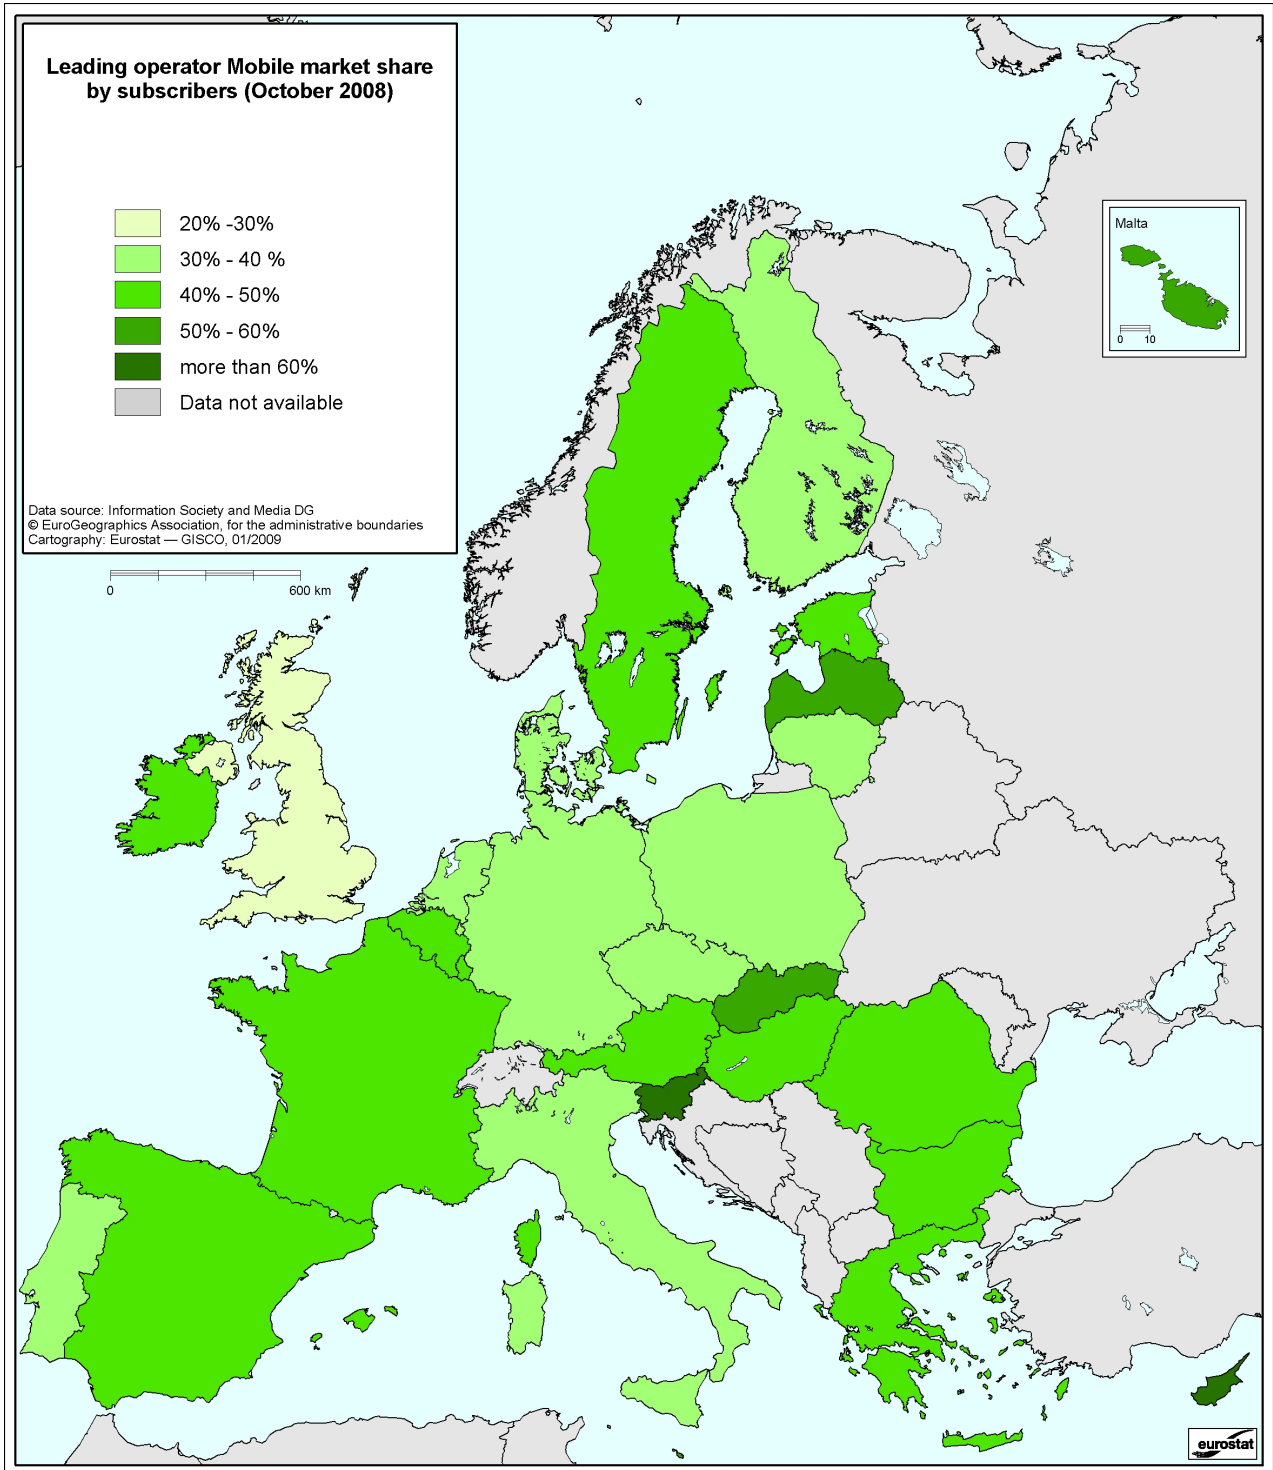 Leading operator Mobile market share
by subscribers (October 2008)
20% -30%
30% - 40 %
40% - 50%
50% - 60%
more than 60%
Data not available
Data source: Information Society and Media DG
© EuroGeographics Association, for the administrative boundaries
Cartography: Eurostat — GISCO, 01/2009
0 600 km
Malta
0 10
eurostat